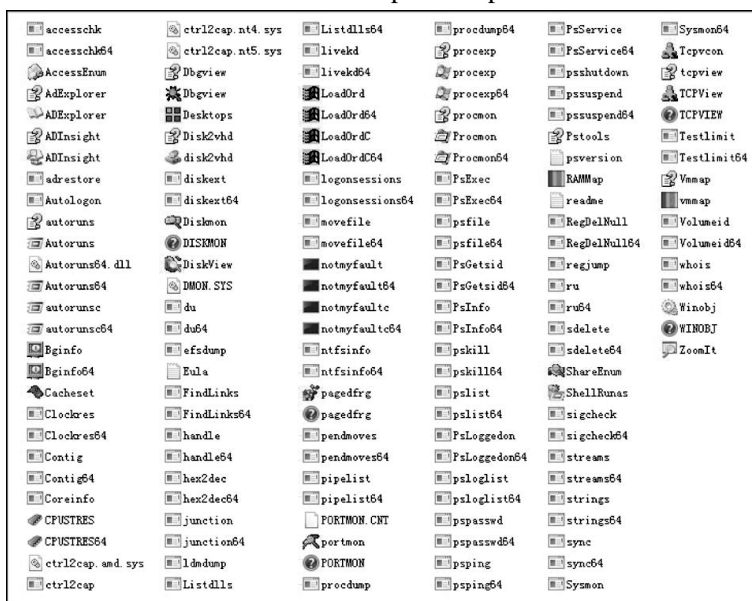 accesschk
accesschk64
AccessEnum
AdExplorer
ADExplorer
ADInsight
ADInsight
adrestore
Autologon
autoruns
Autoruns
Autoruns64.dll
Autoruns64
autorunsc
autorunsc64
Bginfo
Bginfo64
Cacheset
Clockres
Clockres64
Contig
Contig64
Coreinfo
CPUSTRES
CPUSTRES64
ctrl2cap.amd.sys
ctrl2cap
ctrl2cap.nt4.sys
ctrl2cap.nt5.sys
Dbgview
Dbgview
Desktops
Disk2vhd
disk2vhd
diskext
diskext64
Diskmon
DISKMON
DiskView
DMON.SYS
du
du64
efsdump
Eula
FindLinks
FindLinks64
handle
handle64
hex2dec
hex2dec64
junction
junction64
ldmdump
Listdlls
Listdlls64
livekd
livekd64
LoadOrd
LoadOrd64
LoadOrdC
LoadOrdC64
logonsessions
logonsessions64
movefile
movefile64
notmyfault
notmyfault64
notmyfaultc
notmyfaultc64
ntfsinfo
ntfsinfo64
pagedfrg
pagedfrg
pendmoves
pendmoves64
pipelist
pipelist64
PORTMON.CNT
portmon
PORTMON
procdump
procdump64
procexp
procexp
procexp64
procmon
Procmon
Procmon64
PsExec
PsExec64
psfile
psfile64
PsGetsid
PsGetsid64
PsInfo
PsInfo64
pskill
pskill64
pslist
pslist64
PsLoggedon
PsLoggedon64
psloglist
psloglist64
pspasswd
pspasswd64
psping
psping64
PsService
PsService64
psshutdown
pssuspend
pssuspend64
Pstools
psversion
RAMMap
readme
RegDelNull
RegDelNull64
regjump
ru
ru64
sdelete
sdelete64
ShareEnum
ShellRunas
sigcheck
sigcheck64
streams
streams64
strings
strings64
sync
sync64
Sysmon
Sysmon64
Tcpvcon
tcpview
TCPView
TCPVIEW
Testlimit
Testlimit64
Vmmap
vmmap
Volumeid
Volumeid64
whois
whois64
Winobj
WINOBJ
ZoomIt